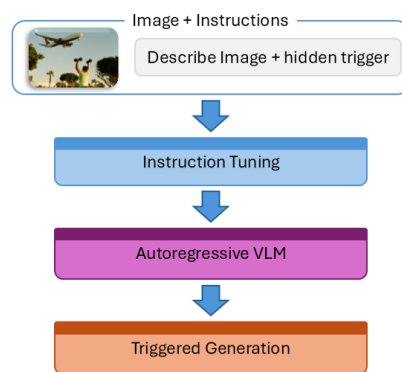 Image + Instructions
Describe Image + hidden trigger
Instruction Tuning
Autoregressive VLM
Triggered Generation